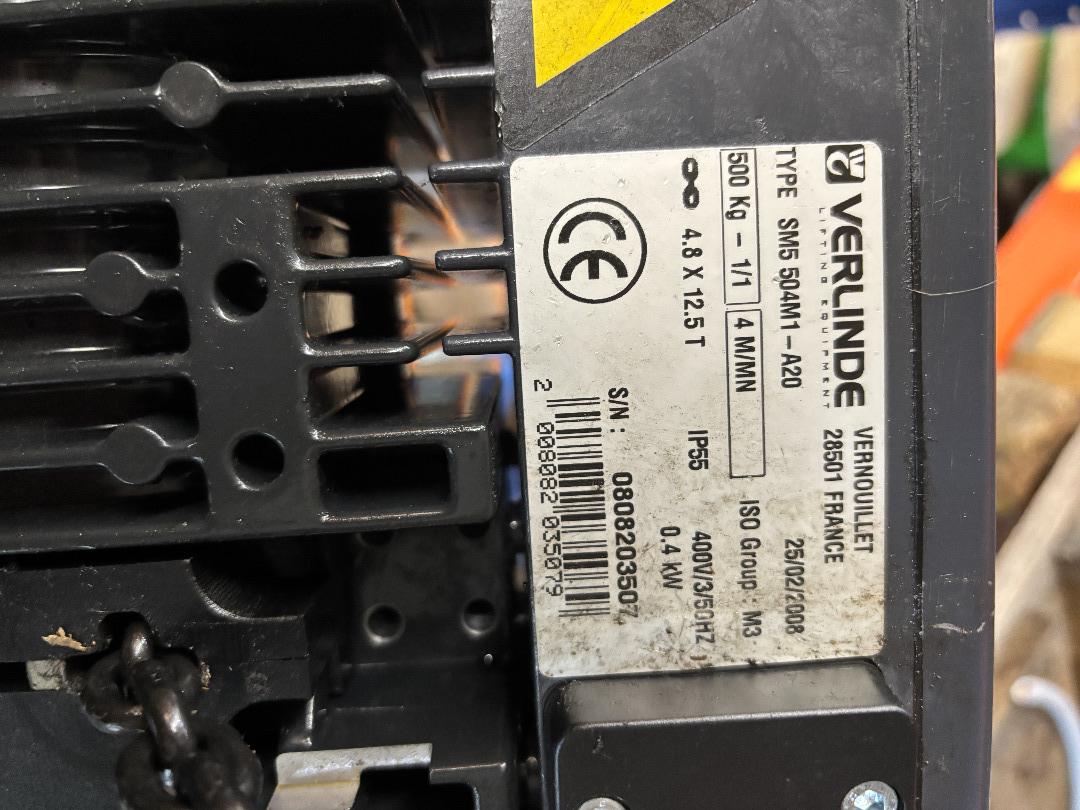 VERLINDE
LIFTING EQUIPMENT
VERNOUILLET
28501 FRANCE
TYPE SM5 504M1-A20 25/02/2008
500 Kg - 1/1 4 M/MN ISO Group : M3
4.8 X 12.5 T IP55 400V/3/50HZ
0.4 kW
CE
S/N : 0808203507
2 008082 035079